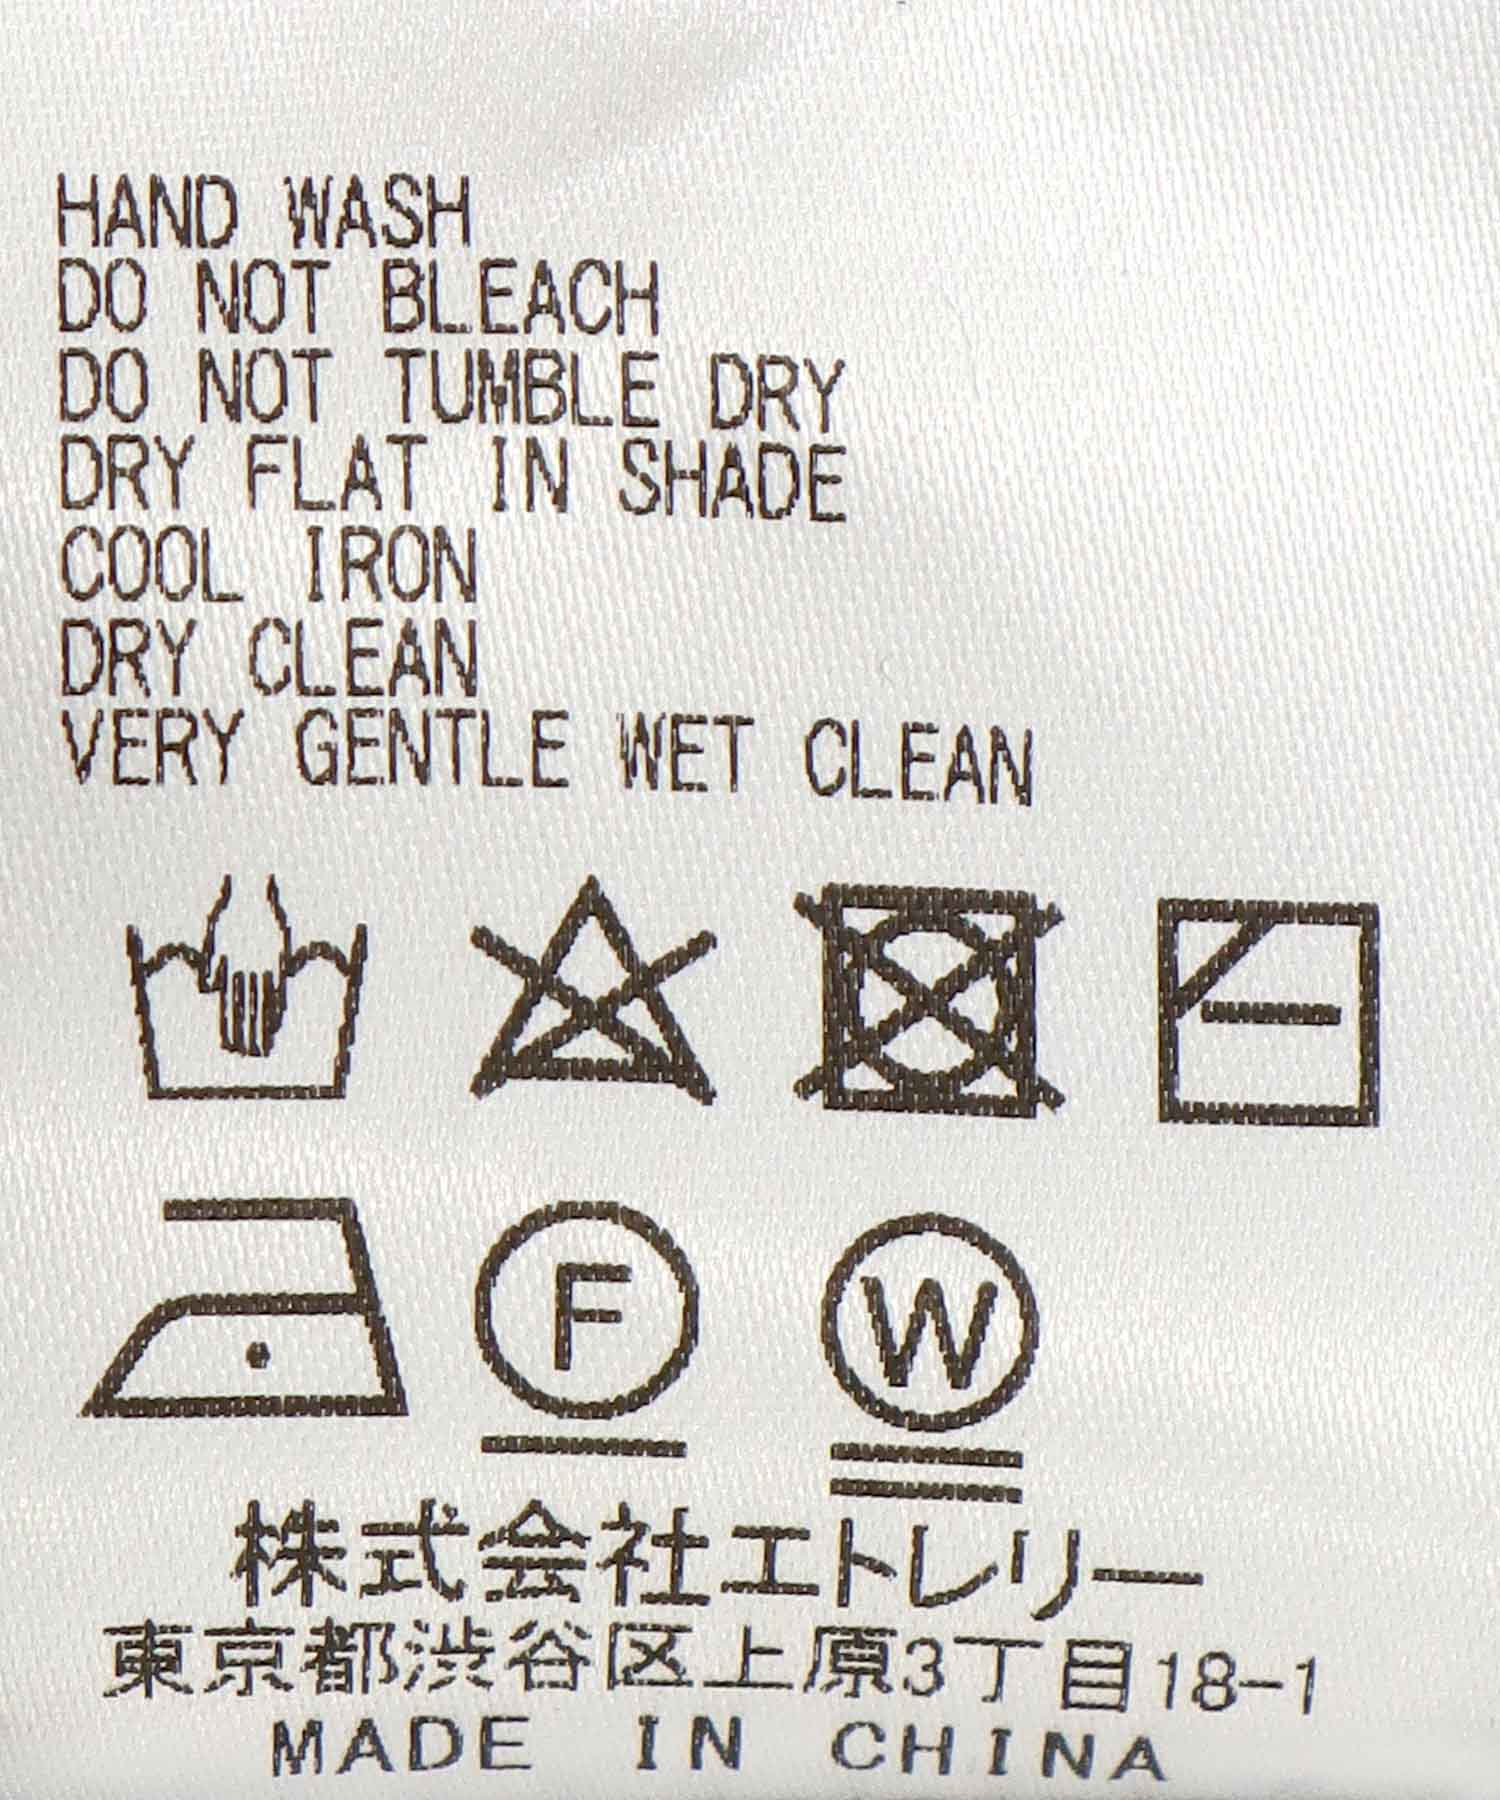 HAND WASH
DO NOT BLEACH
DO NOT TUMBLE DRY
DRY FLAT IN SHADE
COOL IRON
DRY CLEAN
VERY GENTLE WET CLEAN
F W
株式会社エトレリー
東京都渋谷区上原3丁目18-1
MADE IN CHINA